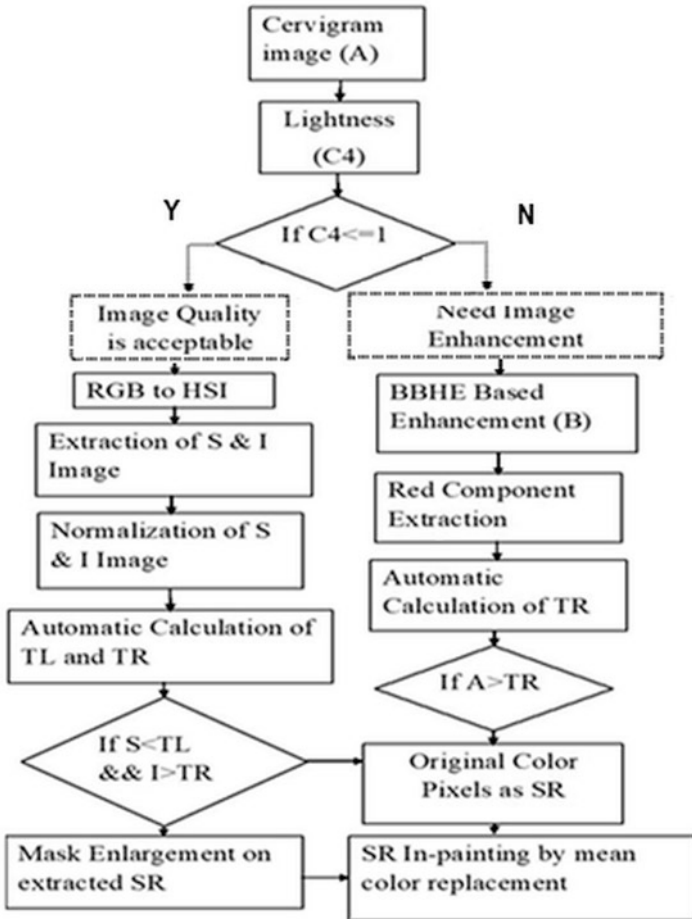 Cervigram
image (A)
Lightness
(C4)
Y
N
If C4<=1
Image Quality
is acceptable
Need Image
Enhancement
RGB to HSI
BBHE Based
Enhancement (B)
Extraction of S & I
Image
Red Component
Extraction
Normalization of S
& I Image
Automatic
Calculation of TR
Automatic Calculation of
TL and TR
If A>TR
If S<TL
&& I>TR
Original Color
Pixels as SR
Mask Enlargement on
extracted SR
SR In-painting by mean
color replacement